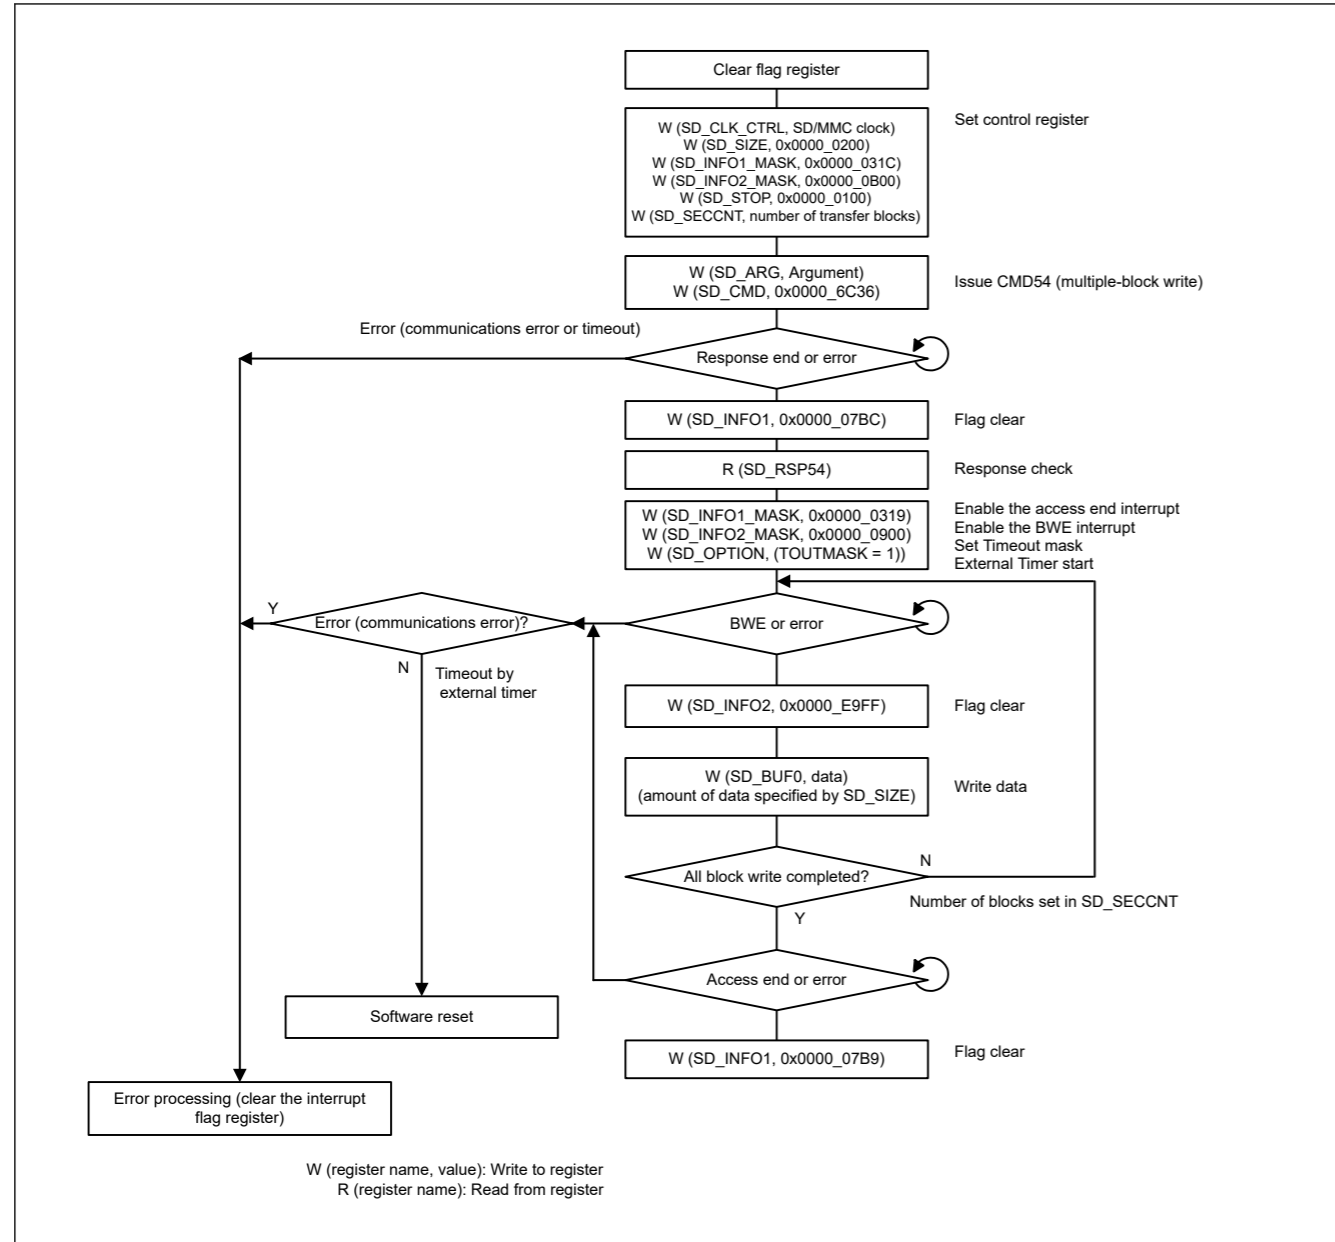 Clear flag register
W (SD_CLK_CTRL, SD/MMC clock)
W (SD_SIZE, 0x0000_0200)
W (SD_INFO1_MASK, 0x0000_031C)
W (SD_INFO2_MASK, 0x0000_0B00)
W (SD_STOP, 0x0000_0100)
W (SD_SECCNT, number of transfer blocks)
Set control register
W (SD_ARG, Argument)
W (SD_CMD, 0x0000_6C36)
Issue CMD54 (multiple-block write)
Error (communications error or timeout)
Response end or error
W (SD_INFO1, 0x0000_07BC)
Flag clear
R (SD_RSP54)
Response check
W (SD_INFO1_MASK, 0x0000_0319)
W (SD_INFO2_MASK, 0x0000_0900)
W (SD_OPTION, (TOUTMASK = 1))
Enable the access end interrupt
Enable the BWE interrupt
Set Timeout mask
External Timer start
Y
Error (communications error)?
BWE or error
N
Timeout by
external timer
W (SD_INFO2, 0x0000_E9FF)
Flag clear
W (SD_BUF0, data)
(amount of data specified by SD_SIZE)
Write data
All block write completed?
N
Number of blocks set in SD_SECCNT
Y
Access end or error
Software reset
W (SD_INFO1, 0x0000_07B9)
Flag clear
Error processing (clear the interrupt
flag register)
W (register name, value): Write to register
R (register name): Read from register